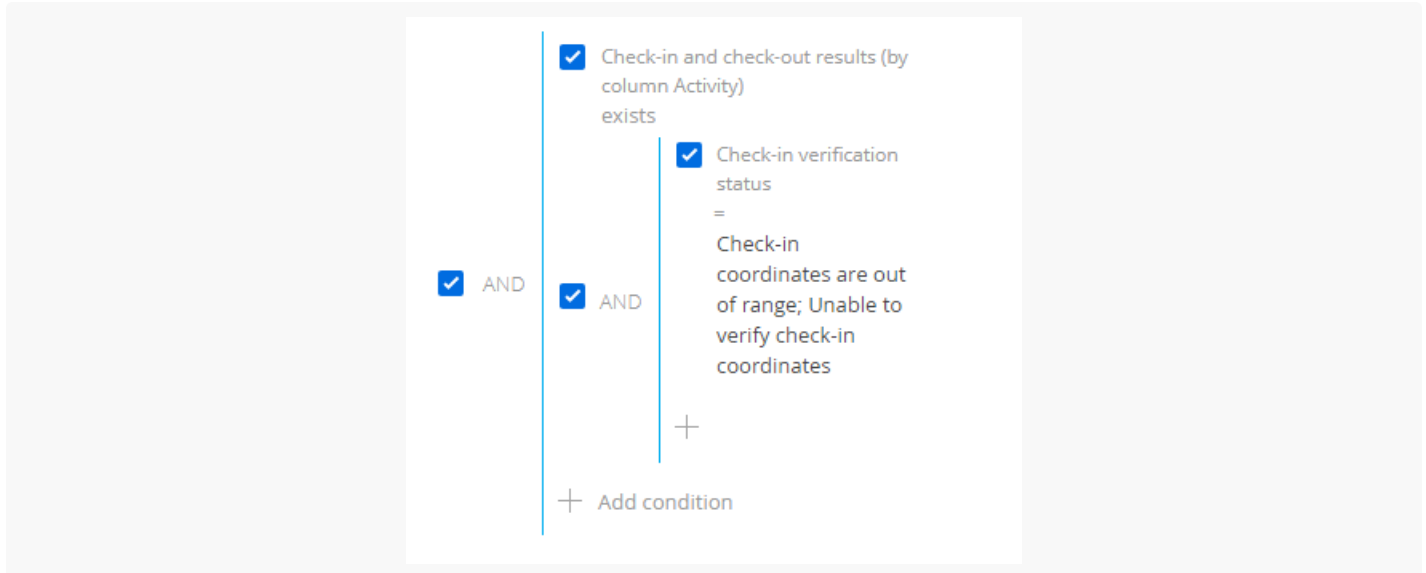 Check-in and check-out results (by
column Activity)
exists
Check-in verification
status
=
Check-in
coordinates are out
of range; Unable to
verify check-in
coordinates
AND
AND
+
+ Add condition